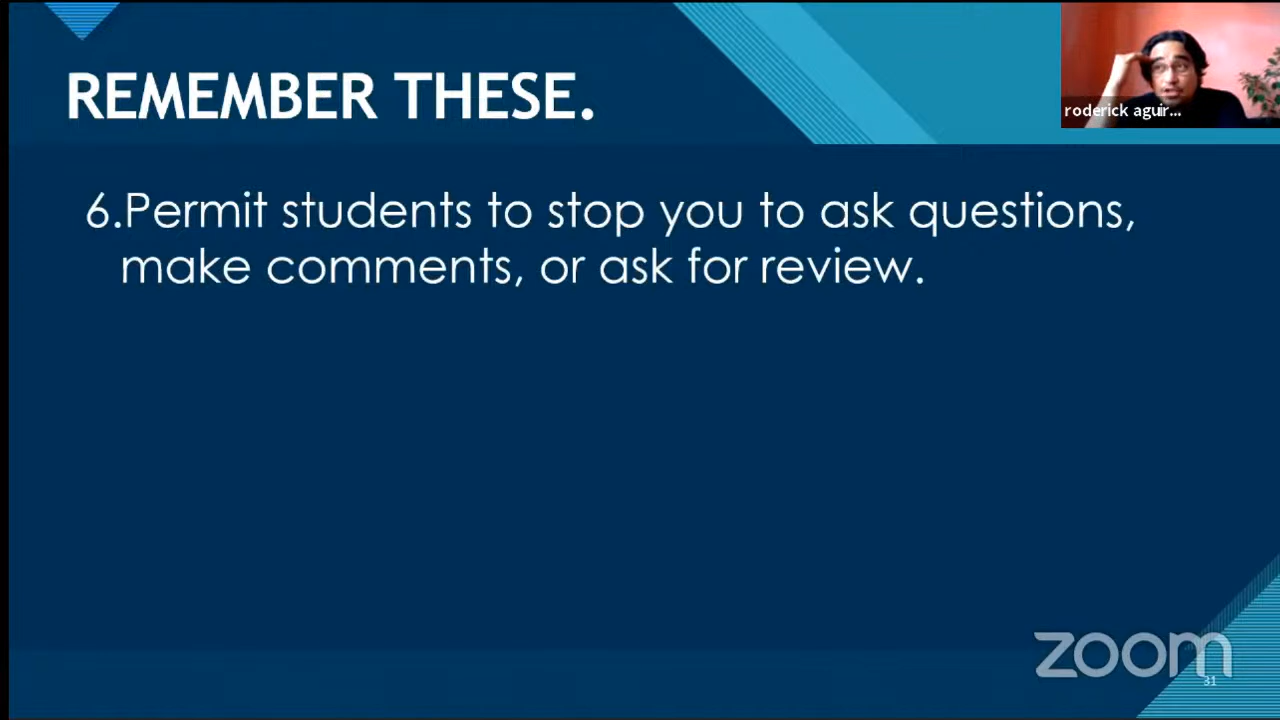 REMEMBER THESE.
roderick aguir...
6.Permit students to stop you to ask questions,
make comments, or ask for review.
zoom
31